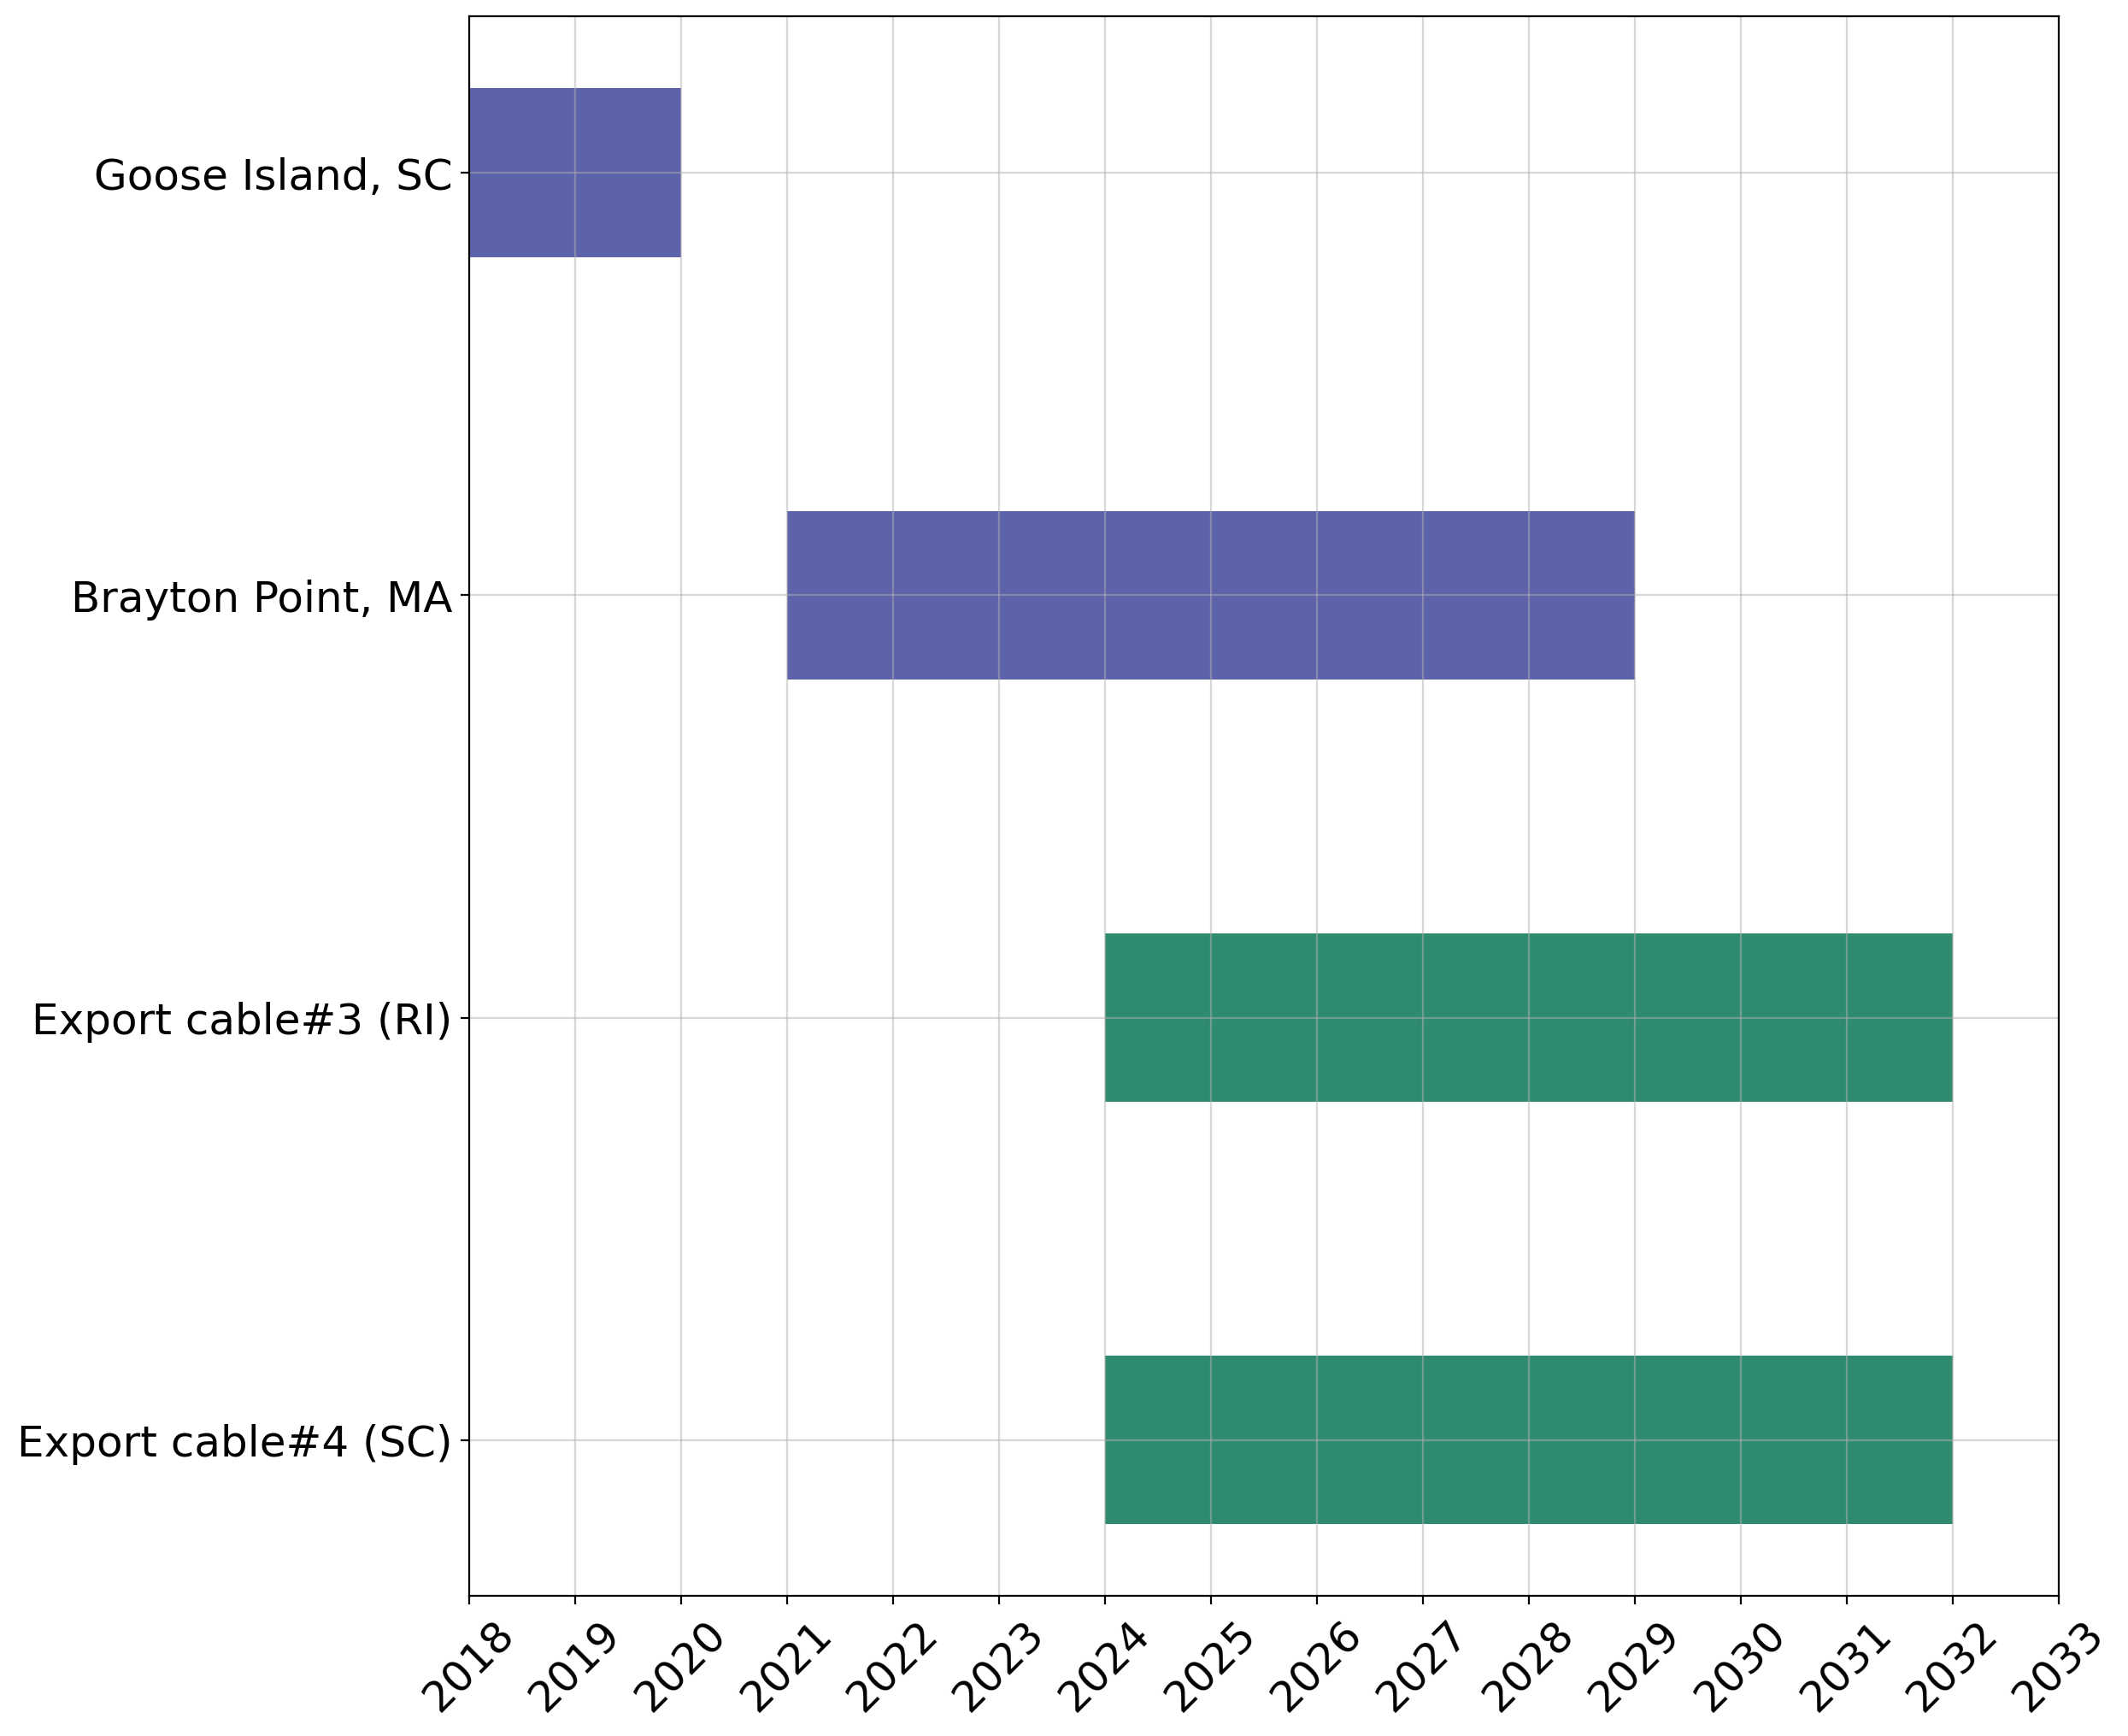 Goose Island, SC
Brayton Point, MA
Export cable#3 (RI)
Export cable#4 (SC)
2018 2019 2020 2021 2022 2023 2024 2025 2026 2027 2028 2029 2030 2031 2032 2033